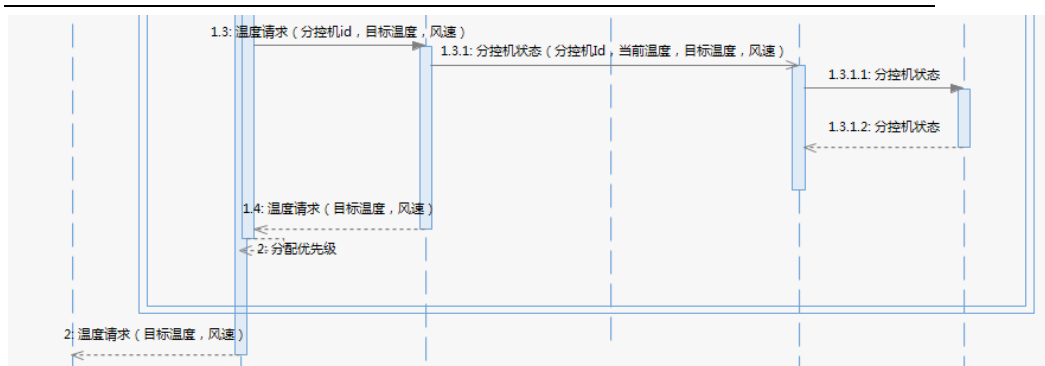 1.3: 温度请求（分控机id，目标温度，风速）
1.3.1: 分控机状态（分控机Id，当前温度，目标温度，风速）
1.3.1.1: 分控机状态
1.3.1.2: 分控机状态
1.4: 温度请求（目标温度，风速）
2: 分配优先级
2: 温度请求（目标温度，风速）